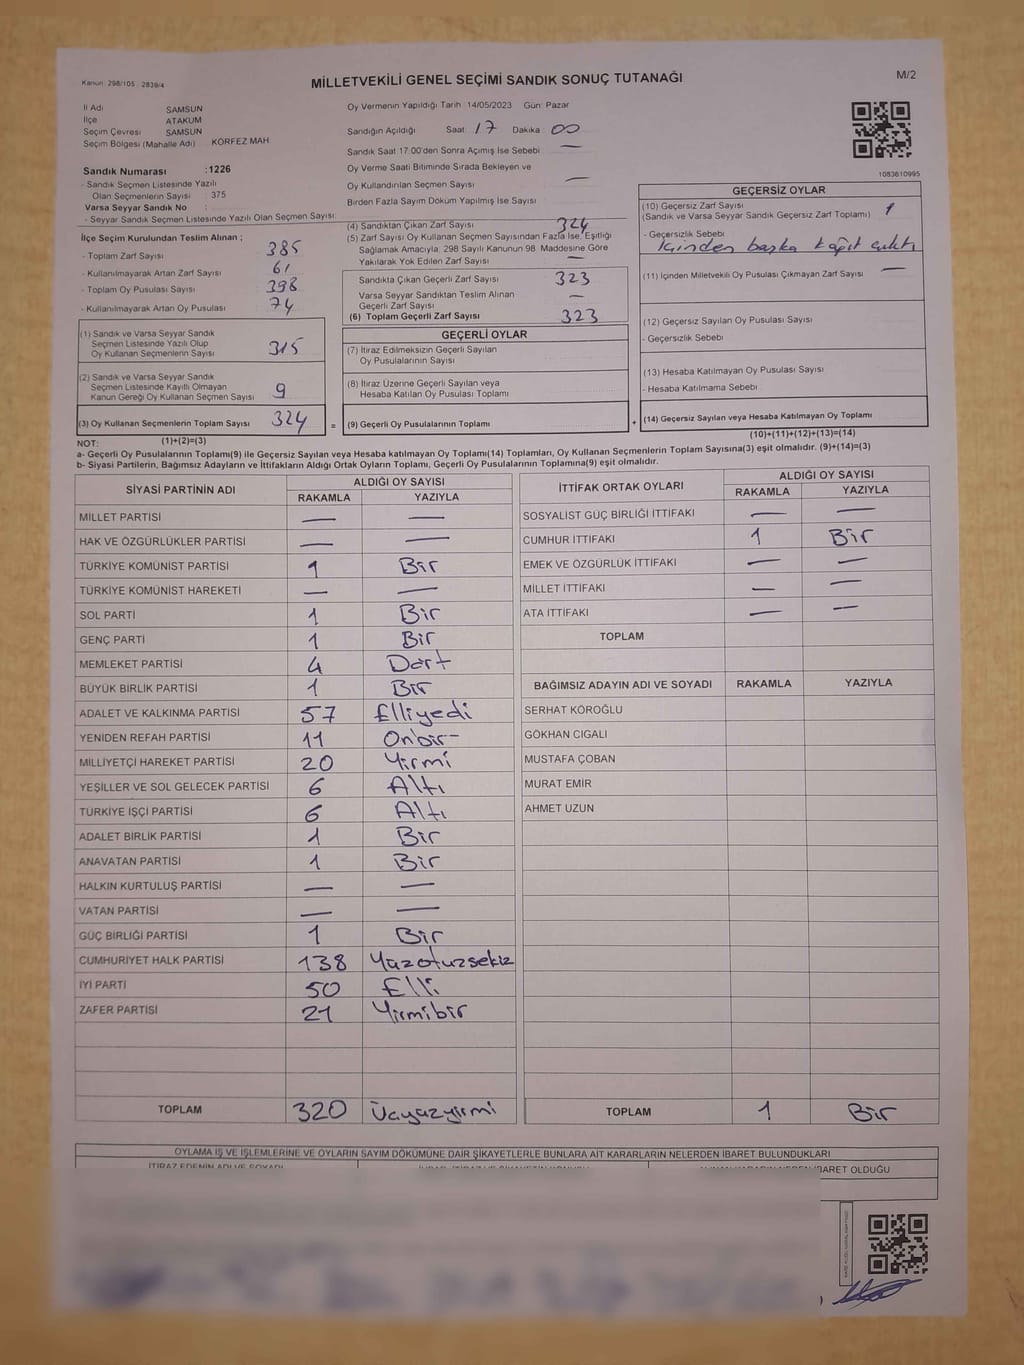 Kanun: 298/105 2839/4
MİLLETVEKİLİ GENEL SEÇİMİ SANDIK SONUÇ TUTANAĞI
M/2
İl Adı SAMSUN
İlçe ATAKUM
Seçim Çevresi SAMSUN
Seçim Bölgesi (Mahalle Adı) KÖRFEZ MAH
Sandık Numarası :1226
- Sandık Seçmen Listesinde Yazılı
Olan Seçmenlerin Sayısı : 375
Varsa Seyyar Sandık No :
- Seyyar Sandık Seçmen Listesinde Yazılı Olan Seçmen Sayısı:
Oy Vermenin Yapıldığı Tarih 14/05/2023 Gün: Pazar
Sandığın Açıldığı Saat 17 Dakika 00
Sandık Saat 17:00'den Sonra Açımış İse Sebebi —
Oy Verme Saati Bitiminde Sırada Bekleyen ve
Oy Kullandırılan Seçmen Sayısı —
Birden Fazla Sayım Döküm Yapılmış İse Sayısı :
1083610995
İlçe Seçim Kurulundan Teslim Alınan ;
- Toplam Zarf Sayısı 385
- Kullanılmayarak Artan Zarf Sayısı 61
- Toplam Oy Pusulası Sayısı 398
- Kullanılmayarak Artan Oy Pusulası 74
(1) Sandık ve Varsa Seyyar Sandık
Seçmen Listesinde Yazılı Olup
Oy Kullanan Seçmenlerin Sayısı 315
(2) Sandık ve Varsa Seyyar Sandık
Seçmen Listesinde Kayıtlı Olmayan
Kanun Gereği Oy Kullanan Seçmen Sayısı 9
(3) Oy Kullanan Seçmenlerin Toplam Sayısı 324
(1)+(2)=(3)
(4) Sandıktan Çıkan Zarf Sayısı 324
(5) Zarf Sayısı Oy Kullanan Seçmen Sayısından Fazla İse, Eşitliği
Sağlamak Amacıyla, 298 Sayılı Kanunun 98. Maddesine Göre
Yakılarak Yok Edilen Zarf Sayısı —
Sandıkta Çıkan Geçerli Zarf Sayısı 323
Varsa Seyyar Sandıktan Teslim Alınan
Geçerli Zarf Sayısı —
(6) Toplam Geçerli Zarf Sayısı 323
GEÇERLİ OYLAR
(7) İtiraz Edilmeksizin Geçerli Sayılan
Oy Pusulalarının Sayısı
(8) İtiraz Üzerine Geçerli Sayılan veya
Hesaba Katılan Oy Pusulası Toplamı
= (9) Geçerli Oy Pusulalarının Toplamı +
GEÇERSİZ OYLAR
(10) Geçersiz Zarf Sayısı 1
(Sandık ve Varsa Seyyar Sandık Geçersiz Zarf Toplamı)
- Geçersizlik Sebebi
içinden başka kağıt çıktı
(11) İçinden Milletvekili Oy Pusulası Çıkmayan Zarf Sayısı —
(12) Geçersiz Sayılan Oy Pusulası Sayısı
- Geçersizlik Sebebi
(13) Hesaba Katılmayan Oy Pusulası Sayısı
- Hesaba Katılmama Sebebi
(14) Geçersiz Sayılan veya Hesaba Katılmayan Oy Toplamı
(10)+(11)+(12)+(13)=(14)
NOT:
a- Geçerli Oy Pusulalarının Toplamı(9) ile Geçersiz Sayılan veya Hesaba katılmayan Oy Toplamı(14) Toplamları, Oy Kullanan Seçmenlerin Toplam Sayısına(3) eşit olmalıdır. (9)+(14)=(3)
b- Siyasi Partilerin, Bağımsız Adayların ve İttifakların Aldığı Ortak Oyların Toplamı, Geçerli Oy Pusulalarının Toplamına(9) eşit olmalıdır.
SİYASİ PARTİNİN ADI ALDIĞI OY SAYISI
RAKAMLA YAZIYLA
MİLLET PARTİSİ — —
HAK VE ÖZGÜRLÜKLER PARTİSİ — —
TÜRKİYE KOMÜNİST PARTİSİ 1 Bir
TÜRKİYE KOMÜNİST HAREKETİ — —
SOL PARTİ 1 Bir
GENÇ PARTİ 1 Bir
MEMLEKET PARTİSİ 4 Dört
BÜYÜK BİRLİK PARTİSİ 1 Bir
ADALET VE KALKINMA PARTİSİ 57 Elliyedi
YENİDEN REFAH PARTİSİ 11 Onbir
MİLLİYETÇİ HAREKET PARTİSİ 20 Yirmi
YEŞİLLER VE SOL GELECEK PARTİSİ 6 Altı
TÜRKİYE İŞÇİ PARTİSİ 6 Altı
ADALET BİRLİK PARTİSİ 1 Bir
ANAVATAN PARTİSİ 1 Bir
HALKIN KURTULUŞ PARTİSİ — —
VATAN PARTİSİ — —
GÜÇ BİRLİĞİ PARTİSİ 1 Bir
CUMHURİYET HALK PARTİSİ 138 Yüzotuzsekiz
İYİ PARTİ 50 Elli
ZAFER PARTİSİ 21 Yirmibir
TOPLAM 320 Üçyüzyirmi
İTTİFAK ORTAK OYLARI ALDIĞI OY SAYISI
RAKAMLA YAZIYLA
SOSYALİST GÜÇ BİRLİĞİ İTTİFAKI — —
CUMHUR İTTİFAKI 1 Bir
EMEK VE ÖZGÜRLÜK İTTİFAKI — —
MİLLET İTTİFAKI — —
ATA İTTİFAKI — —
TOPLAM
BAĞIMSIZ ADAYIN ADI VE SOYADI RAKAMLA YAZIYLA
SERHAT KÖROĞLU
GÖKHAN CIGALI
MUSTAFA ÇOBAN
MURAT EMİR
AHMET UZUN
TOPLAM 1 Bir
OYLAMA İŞ VE İŞLEMLERİNE VE OYLARIN SAYIM DÖKÜMÜNE DAİR ŞİKAYETLERLE BUNLARA AİT KARARLARIN NELERDEN İBARET BULUNDUKLARI
İTİRAZ EDENİN ADI VE SOYADI
İBARET OLDUĞU